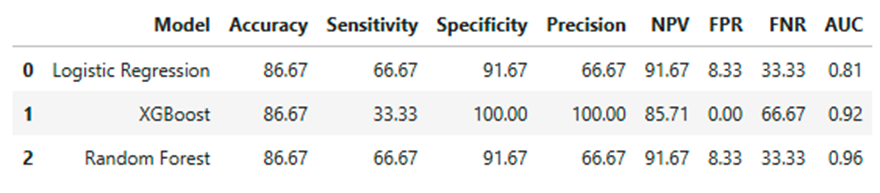 Model Accuracy Sensitivity Specificity Precision NPV FPR FNR AUC
0 Logistic Regression 86.67 66.67 91.67 66.67 91.67 8.33 33.33 0.81
1 XGBoost 86.67 33.33 100.00 100.00 85.71 0.00 66.67 0.92
2 Random Forest 86.67 66.67 91.67 66.67 91.67 8.33 33.33 0.96